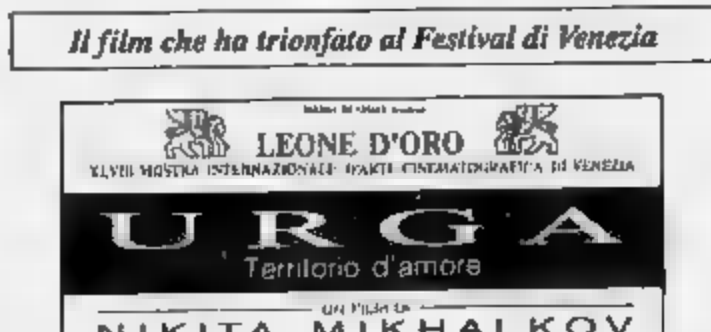 Il film che ha trionfato al Festival di Venezia
LEONE D'ORO
XLVIII MOSTRA INTERNAZIONALE D'ARTE CINEMATOGRAFICA DI VENEZIA
URGA
Territorio d'amore
UN FILM DI
NIKITA MIKHALKOV